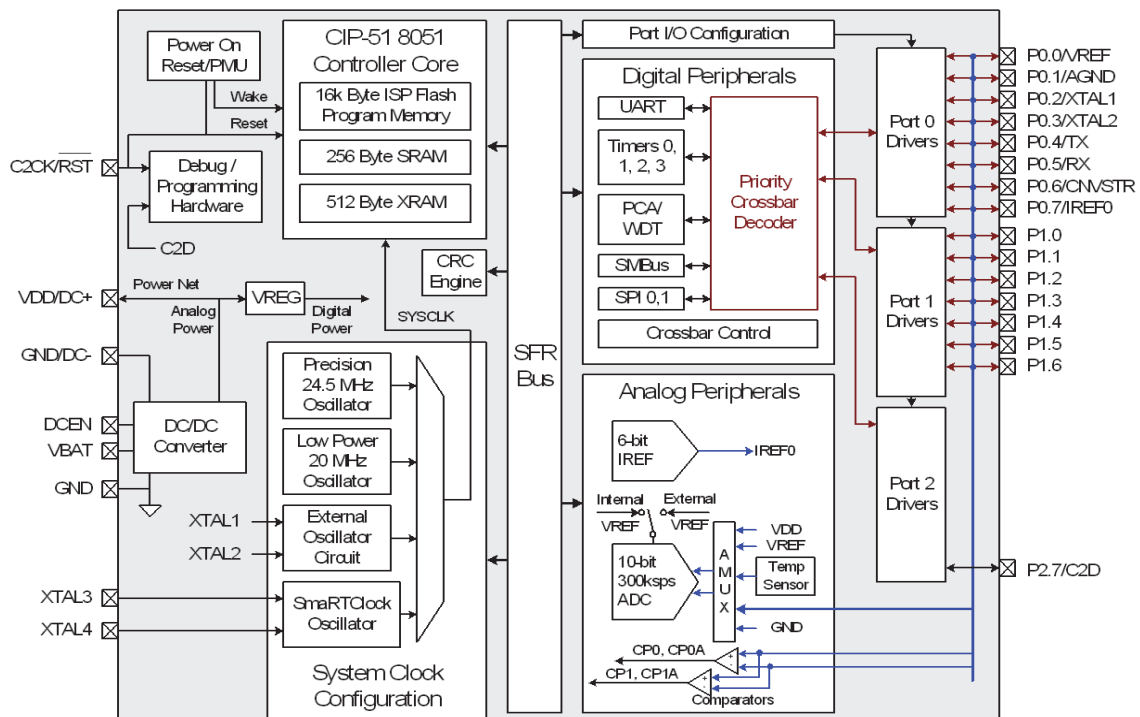 Power On
Reset/PMU
Wake
Reset
C2CK/RST
Debug /
Programming
Hardware
C2D
CIP-51 8051
Controller Core
16k Byte ISP Flash
Program Memory
256 Byte SRAM
512 Byte XRAM
VDD/DC+
Power Net
Analog
Power
VREG
Digital
Power
CRC
Engine
SYSCLK
GND/DC-
DCEN
VBAT
GND
DC/DC
Converter
Precision
24.5 MHz
Oscillator
Low Power
20 MHz
Oscillator
XTAL1
XTAL2
External
Oscillator
Circuit
XTAL3
XTAL4
SmaRTClock
Oscillator
System Clock
Configuration
SFR
Bus
Port I/O Configuration
Digital Peripherals
UART
Timers 0,
1, 2, 3
PCA/
WDT
SMBus
SPI 0,1
Priority
Crossbar
Decoder
Crossbar Control
Analog Peripherals
6-bit
IREF
IREF0
Internal
VREF
External
VREF
10-bit
300ksps
ADC
A
M
U
X
VDD
VREF
Temp
Sensor
GND
CP0, CP0A
CP1, CP1A
+
-
+
-
Comparators
Port 0
Drivers
Port 1
Drivers
Port 2
Drivers
P0.0/VREF
P0.1/AGND
P0.2/XTAL1
P0.3/XTAL2
P0.4/TX
P0.5/RX
P0.6/CNVSTR
P0.7/IREF0
P1.0
P1.1
P1.2
P1.3
P1.4
P1.5
P1.6
P2.7/C2D